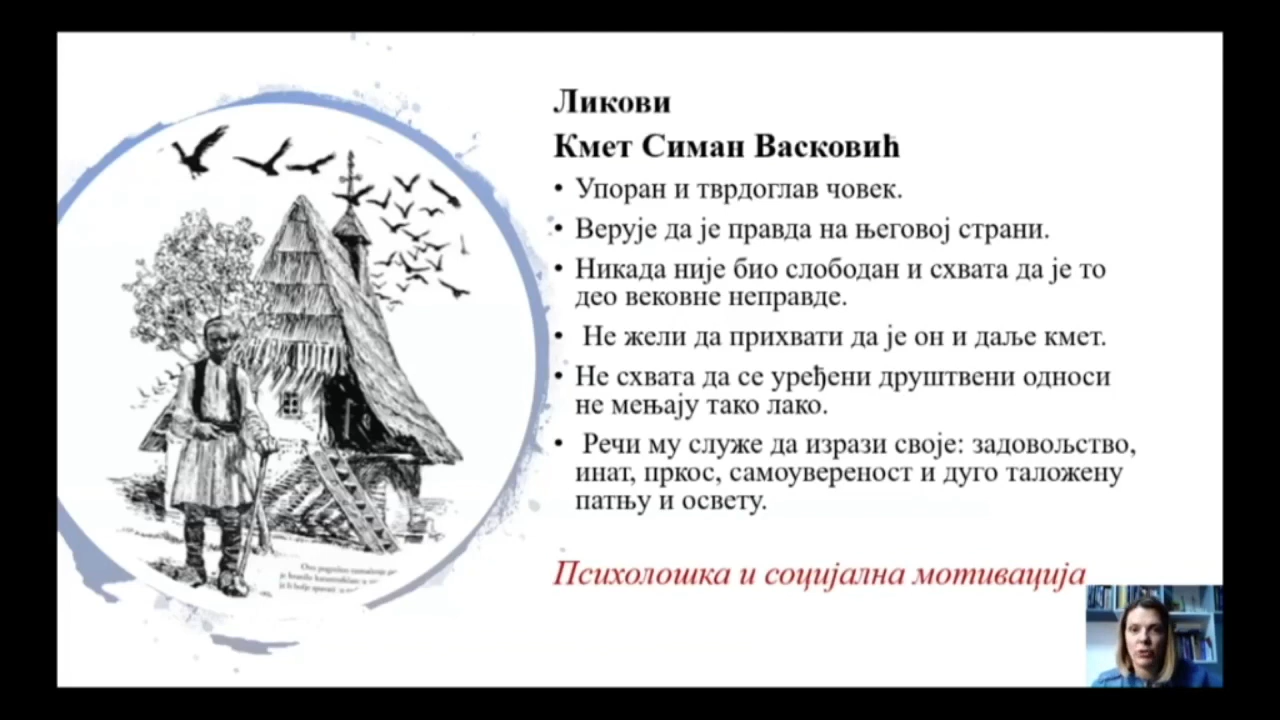 Ликови
Кмет Симан Васковић
• Упоран и тврдоглав човек.
• Верује да је правда на његовој страни.
• Никада није био слободан и схвата да је то
део вековне неправде.
• Не жели да прихвати да је он и даље кмет.
• Не схвата да се уређени друштвени односи
не мењају тако лако.
• Речи му служе да изрази своје: задовољство,
инат, пркос, самоувереност и дуго таложену
патњу и освету.
Психолошка и социјална мотивација